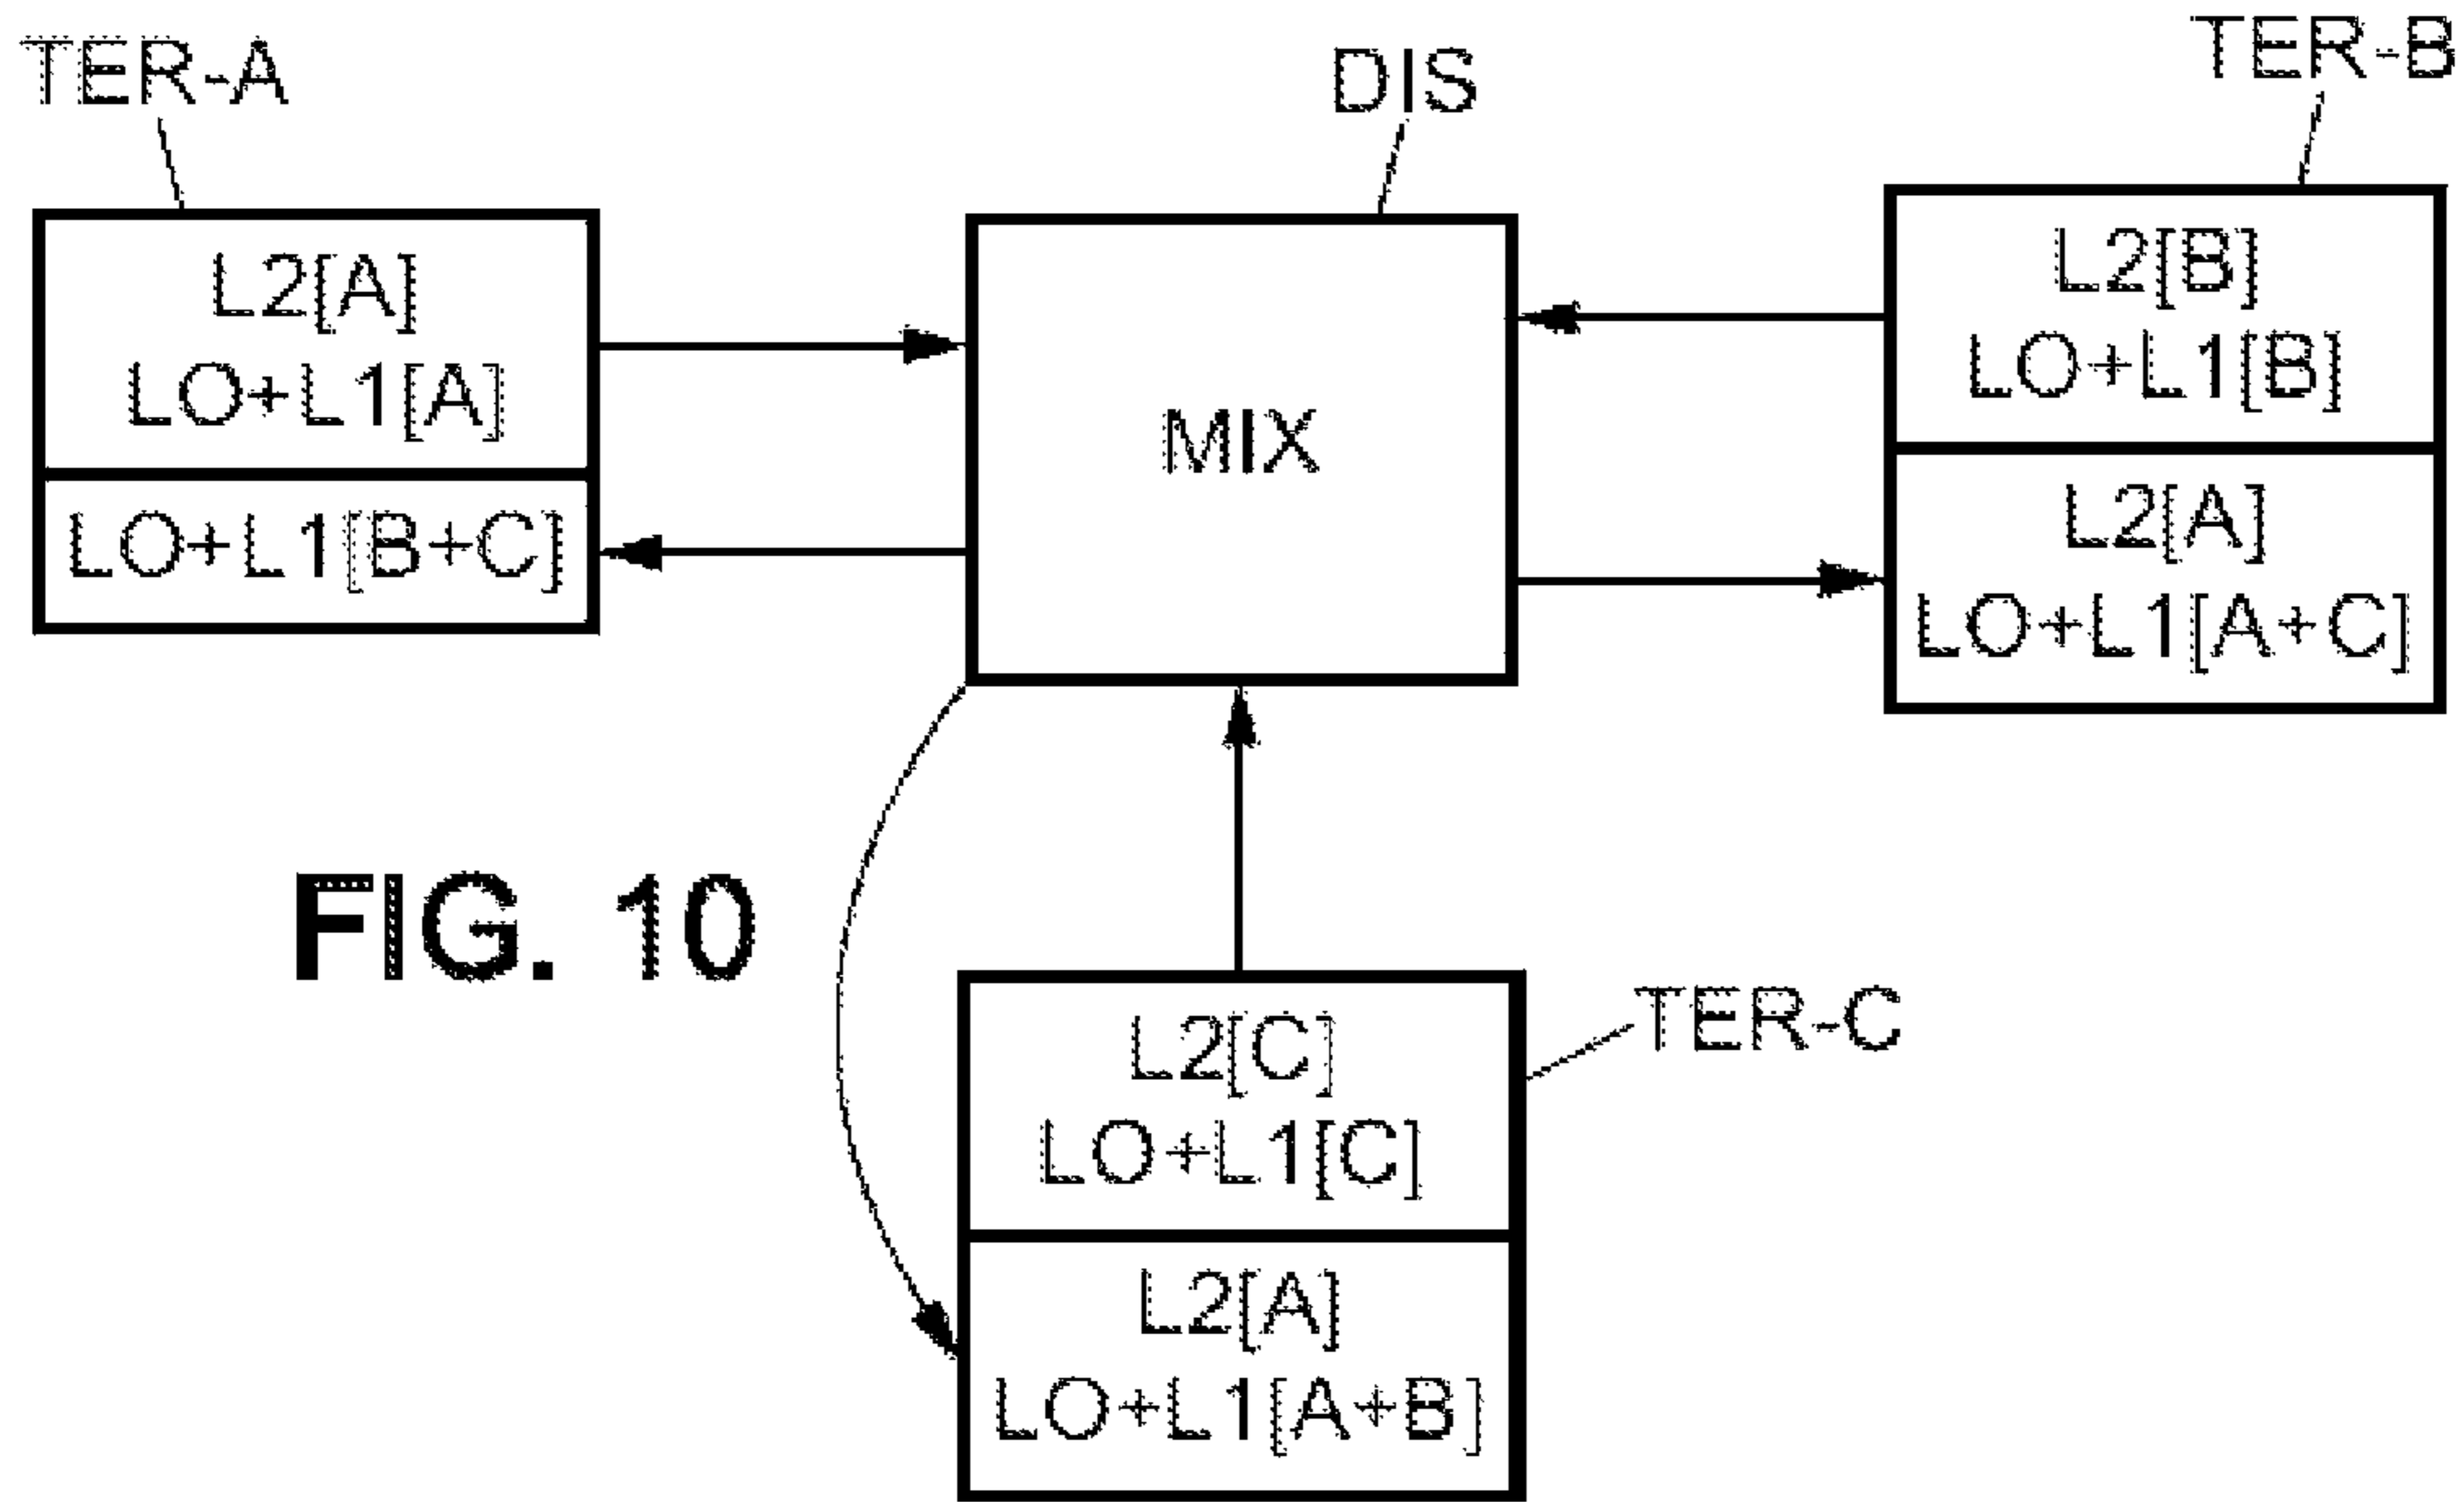 TER-A
DIS
TER-B
L2[A]
LO+L1[A]
LO+L1[B+C]
MIX
L2[B]
LO+L1[B]
L2[A]
LO+L1[A+C]
FIG. 10
TER-C
L2[C]
LO+L1[C]
L2[A]
LO+L1[A+B]